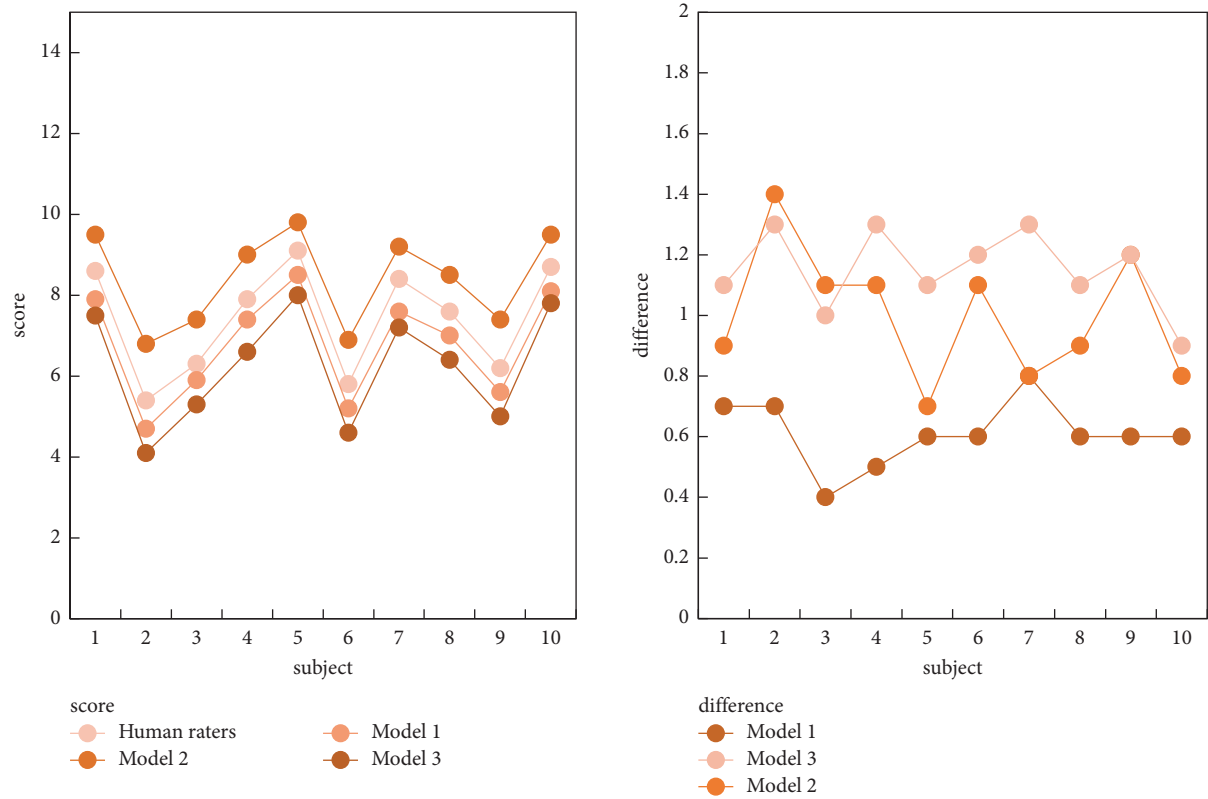 14
12
10
8
6
4
2
0
score
1 2 3 4 5 6 7 8 9 10
subject
score
Human raters
Model 1
Model 2
Model 3
2
1.8
1.6
1.4
1.2
1
0.8
0.6
0.4
0.2
0
difference
1 2 3 4 5 6 7 8 9 10
subject
difference
Model 1
Model 3
Model 2